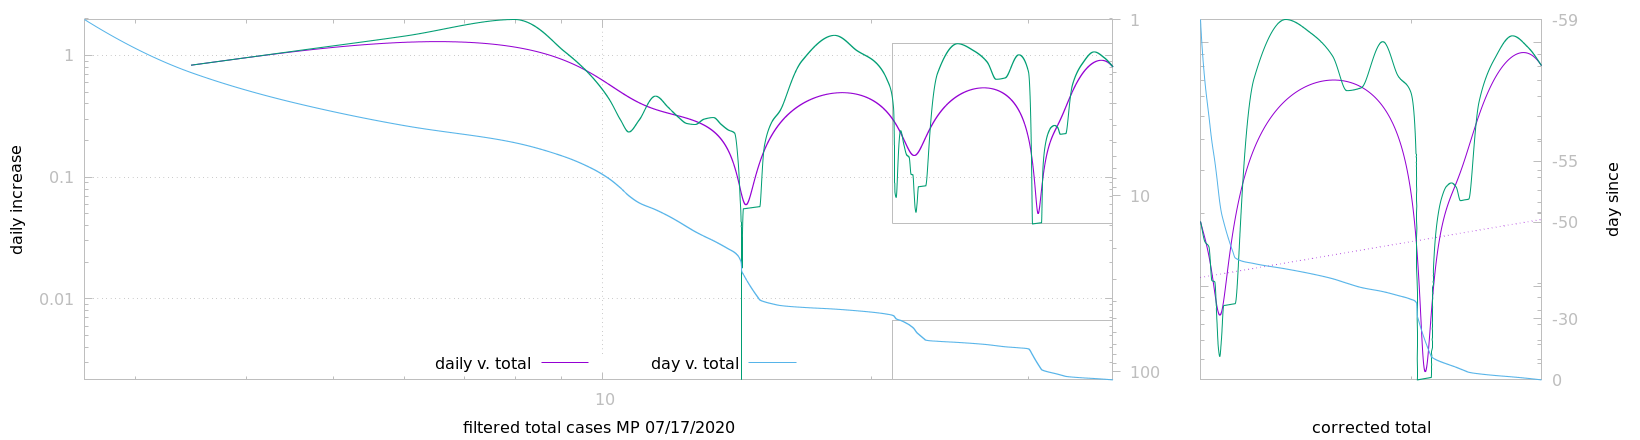 1
0.1
0.01
daily increase
daily v. total
day v. total
10
filtered total cases MP 07/17/2020
1
10
100
-59
-55
-50
-30
0
day since
corrected total